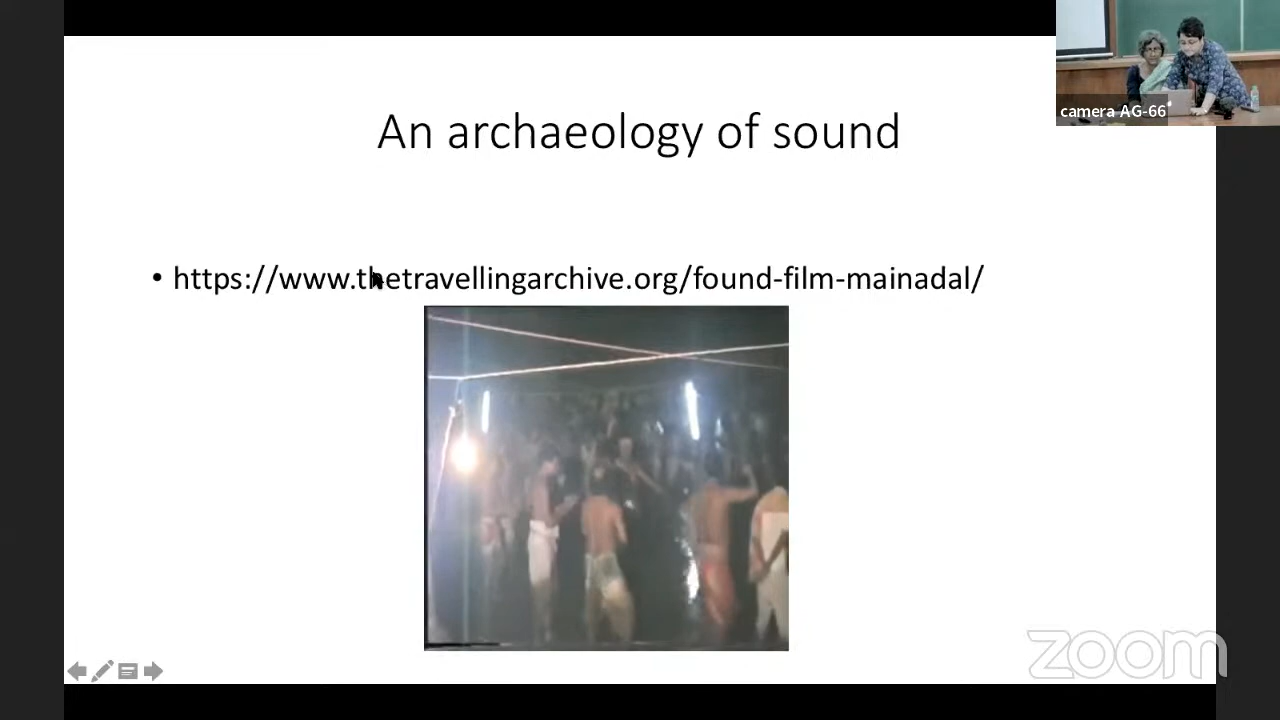 camera AG-66
An archaeology of sound
• https://www.thetravellingarchive.org/found-film-mainadal/
zoom